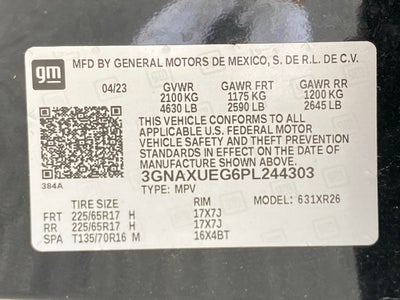 gm
MFD BY GENERAL MOTORS DE MEXICO, S. DE R.L. DE C.V.
04/23 GVWR GAWR FRT GAWR RR
2100 KG 1175 KG 1200 KG
4630 LB 2590 LB 2645 LB
THIS VEHICLE CONFORMS TO ALL
APPLICABLE U.S. FEDERAL MOTOR
VEHICLE SAFETY AND THEFT PREVENTION
STANDARDS IN EFFECT ON THE DATE OF
MANUFACTURE SHOWN ABOVE.
384A 3GNAXUEG6PL244303
TYPE: MPV
TIRE SIZE RIM MODEL: 631XR26
FRT 225/65R17 H 17X7J
RR 225/65R17 H 17X7J
SPA T135/70R16 M 16X4BT